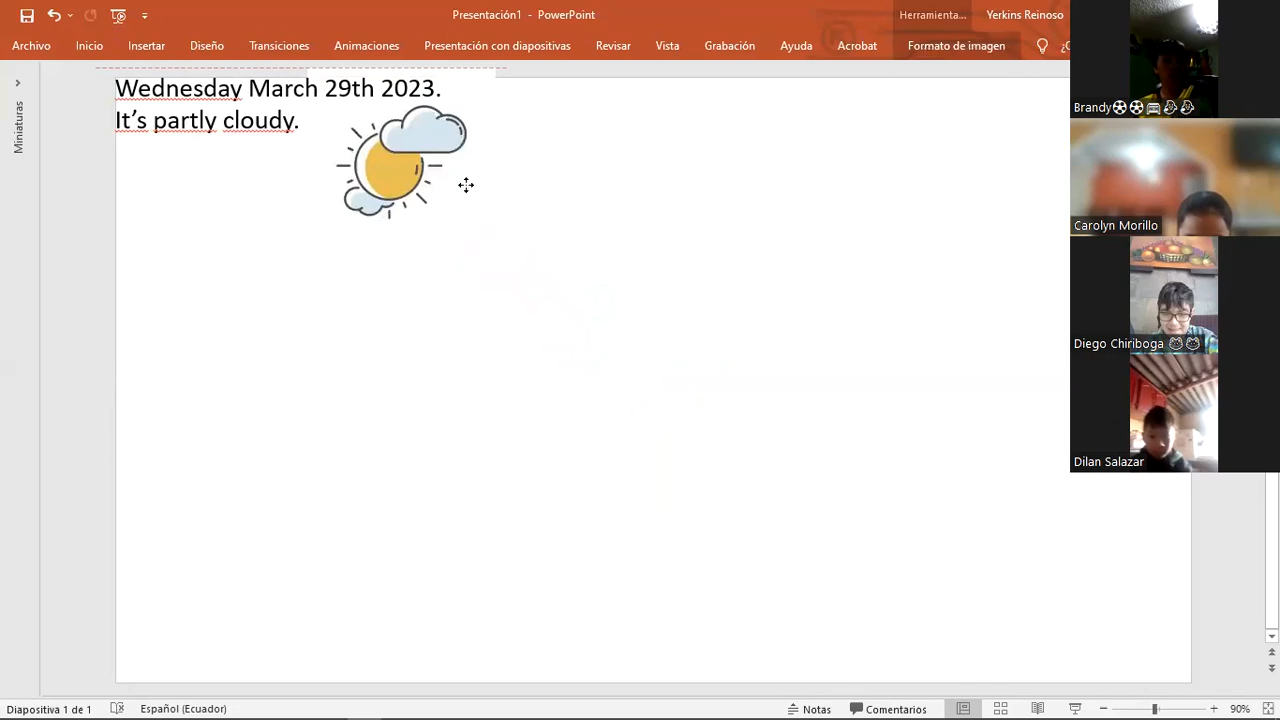 Presentación1 - PowerPoint
Herramienta...
Yerkins Reinoso
Archivo Inicio Insertar Diseño Transiciones Animaciones Presentación con diapositivas Revisar Vista Grabación Ayuda Acrobat Formato de imagen
Miniaturas
Wednesday March 29th 2023.
It's partly cloudy.
Brandy
Carolyn Morillo
Diego Chiriboga
Dilan Salazar
Diapositiva 1 de 1 Español (Ecuador) Notas Comentarios 90%